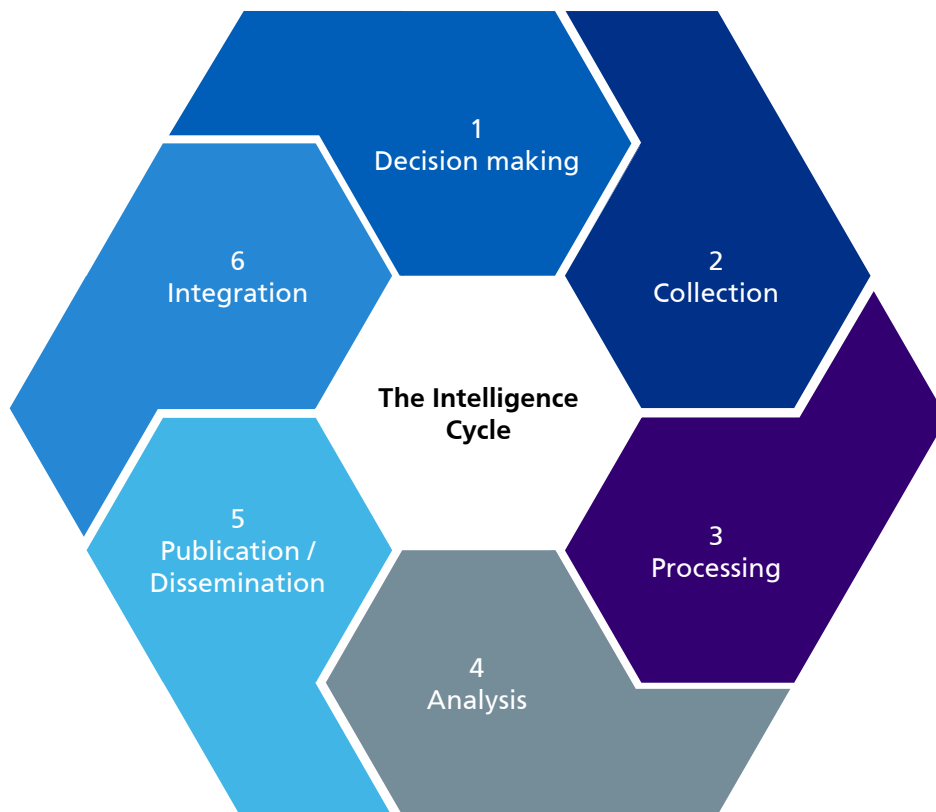 1
Decision making
2
Collection
3
Processing
4
Analysis
5
Publication /
Dissemination
6
Integration
The Intelligence
Cycle